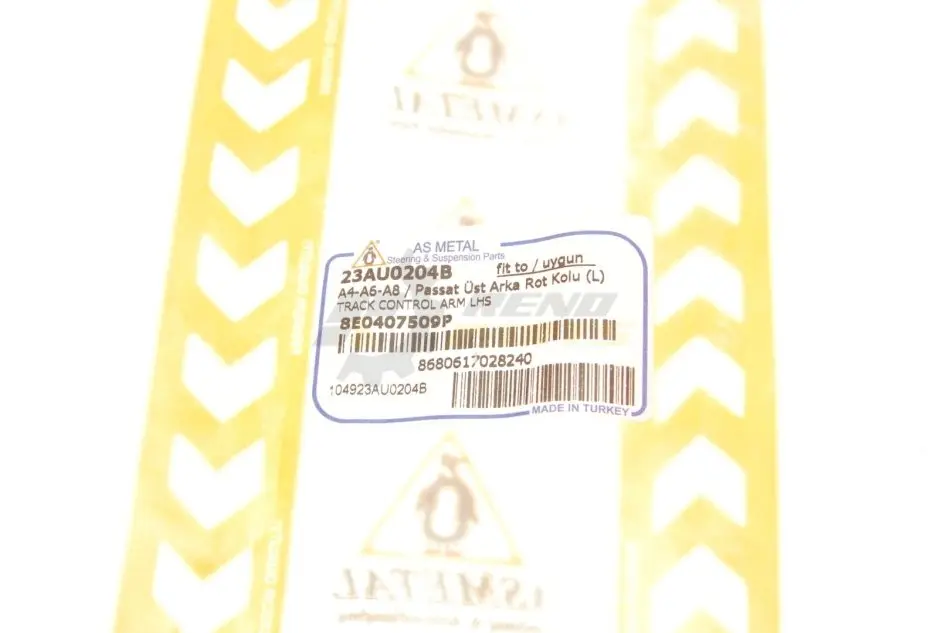 AS METAL
Steering & Suspension Parts
23AU0204B fit to / uygun
A4-A6-A8 / Passat Üst Arka Rot Kolu (L)
TRACK CONTROL ARM LHS
8E0407509P
8680617028240
104923AU0204B
MADE IN TURKEY
ASMETAL